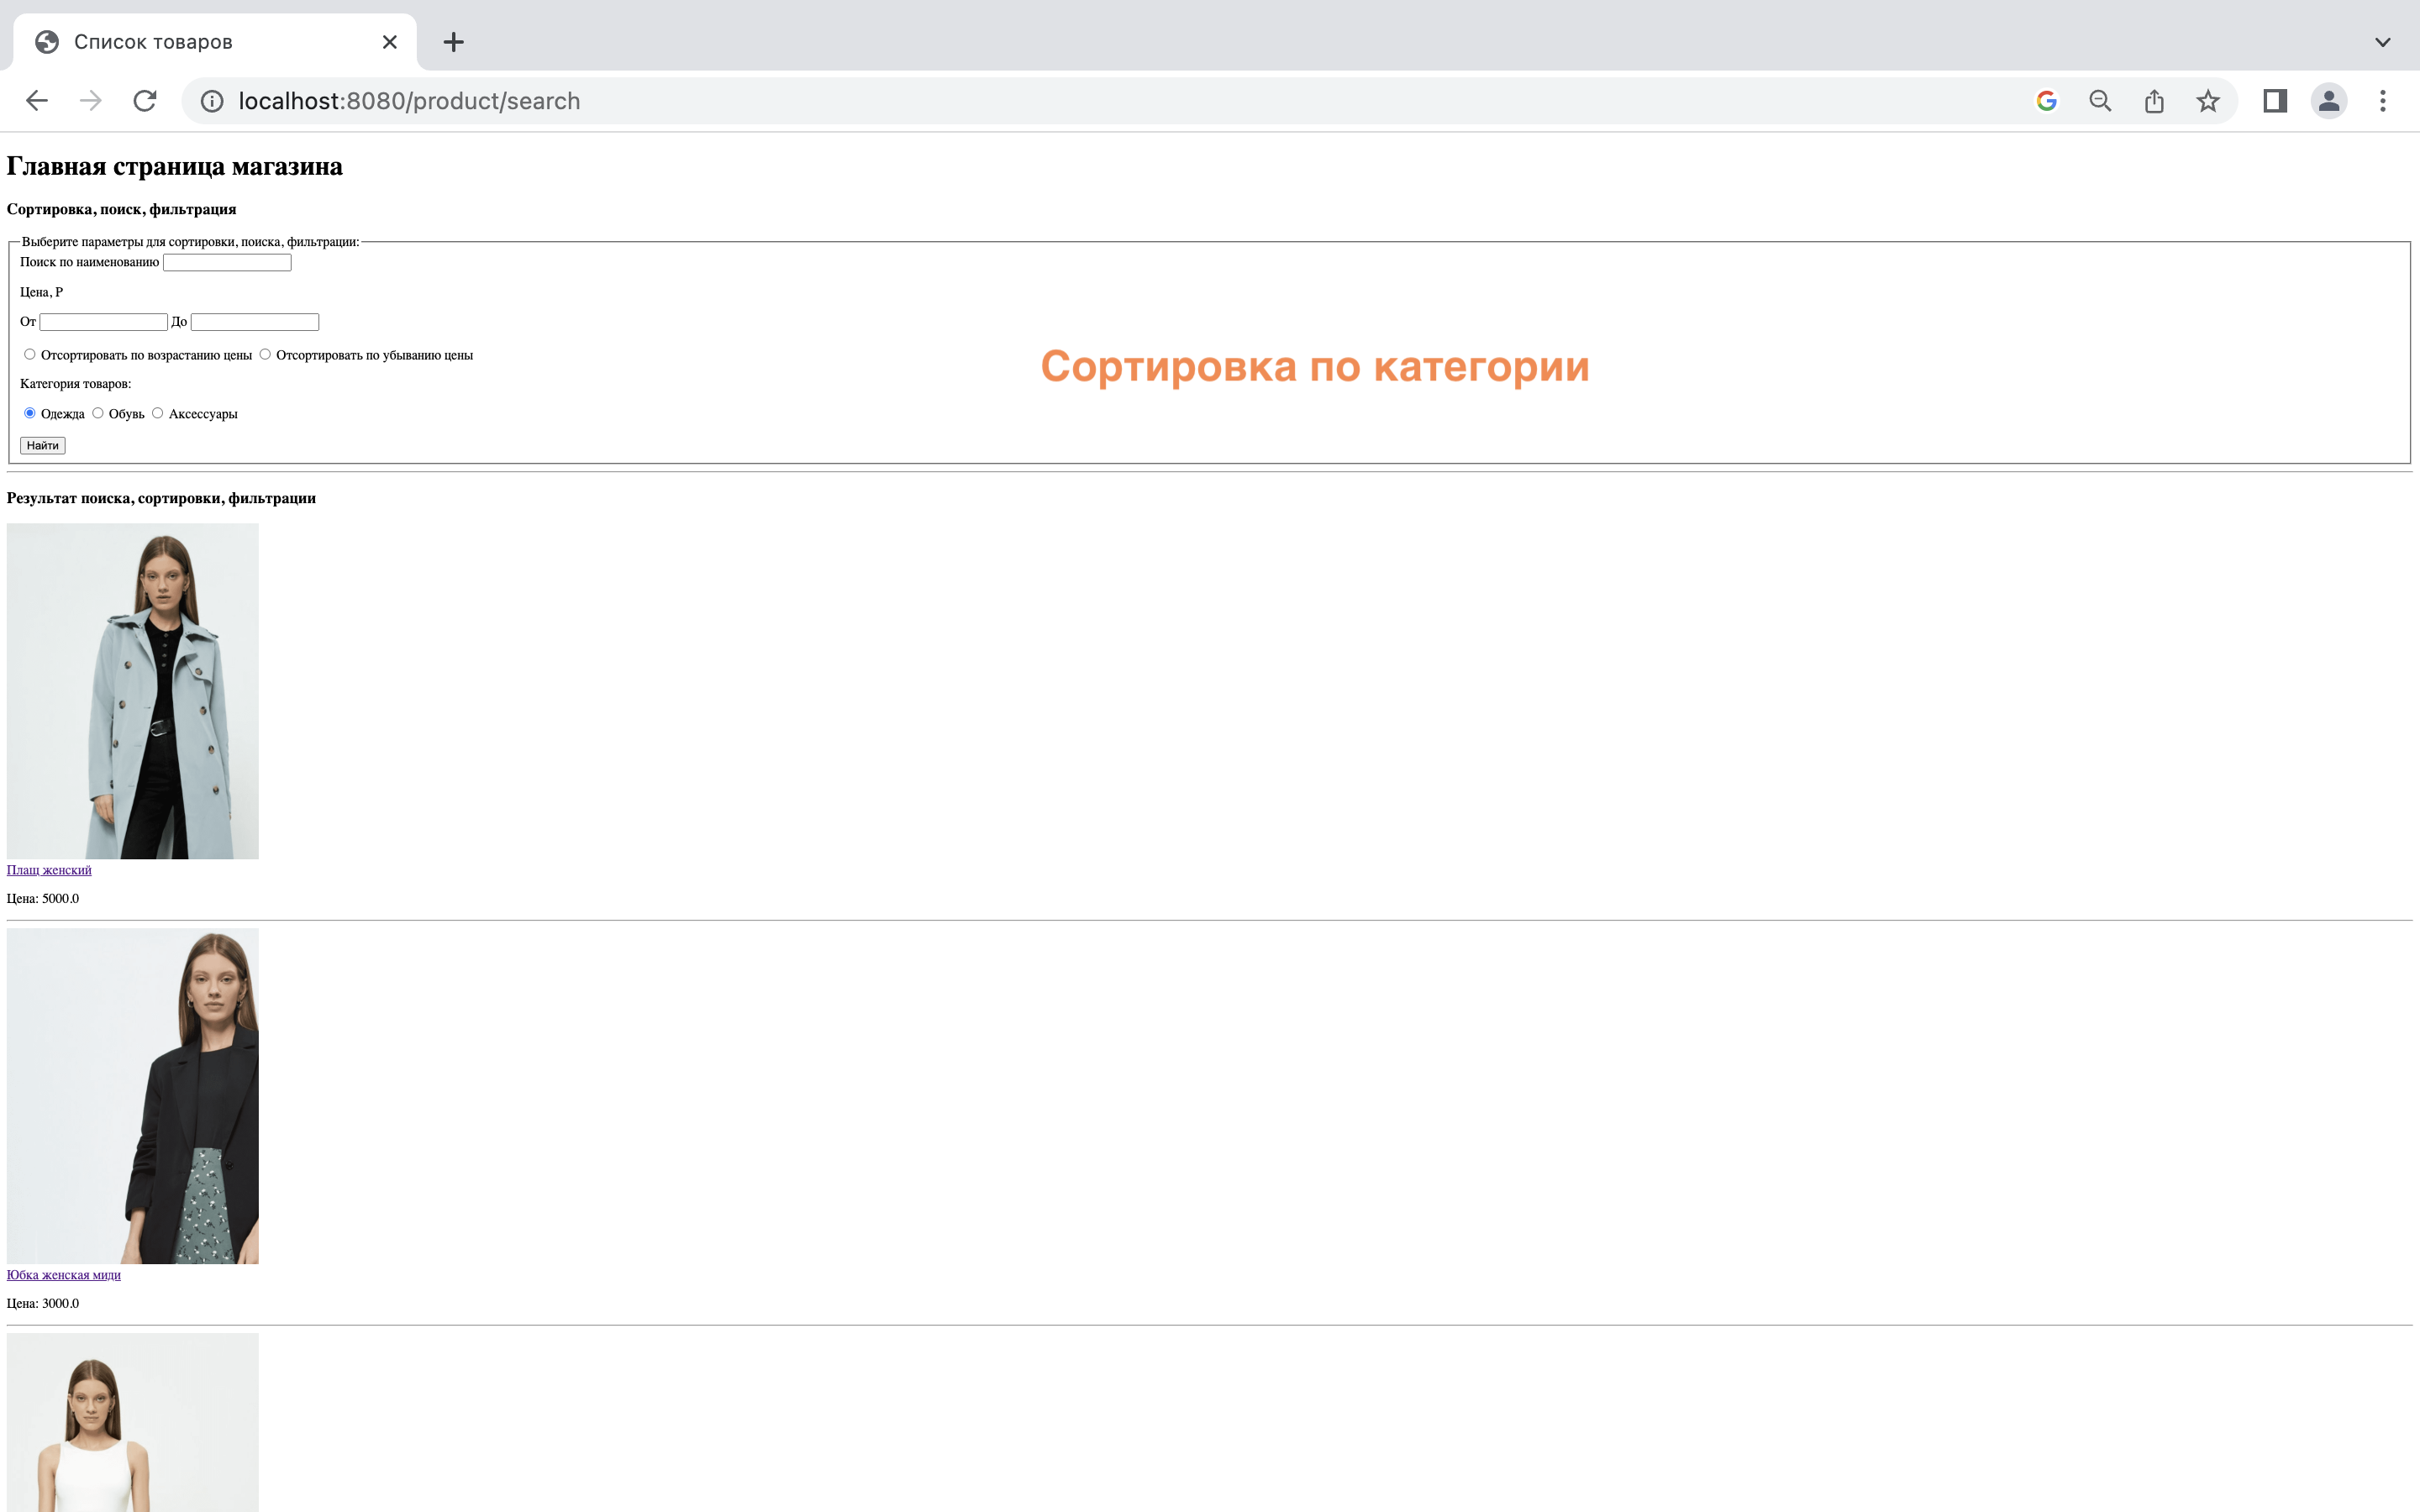 Список товаров
localhost:8080/product/search
Главная страница магазина
Сортировка, поиск, фильтрация
Выберите параметры для сортировки, поиска, фильтрации:
Поиск по наименованию
Цена, Р
От До
Отсортировать по возрастанию цены Отсортировать по убыванию цены
Сортировка по категории
Категория товаров:
Одежда Обувь Аксессуары
Найти
Результат поиска, сортировки, фильтрации
Плащ женский
Цена: 5000.0
Юбка женская миди
Цена: 3000.0